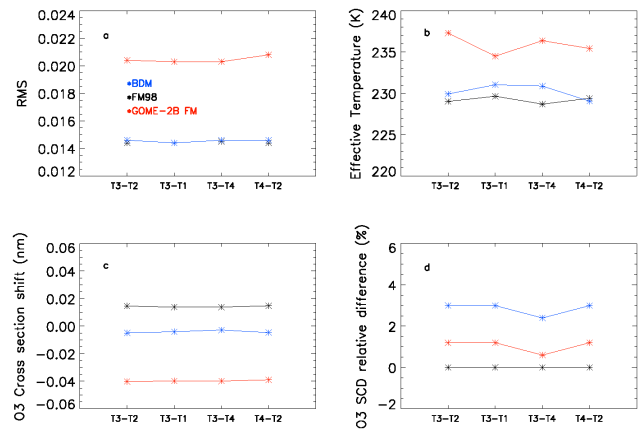 a
BDM
FM98
GOME-2B FM
RMS
0.024
0.022
0.020
0.018
0.016
0.014
0.012
T3-T2 T3-T1 T3-T4 T4-T2
b
Effective Temperature (K)
240
235
230
225
220
T3-T2 T3-T1 T3-T4 T4-T2
c
O3 Cross section shift (nm)
0.06
0.04
0.02
0.00
-0.02
-0.04
-0.06
T3-T2 T3-T1 T3-T4 T4-T2
d
O3 SCD relative difference (%)
6
4
2
0
-2
T3-T2 T3-T1 T3-T4 T4-T2